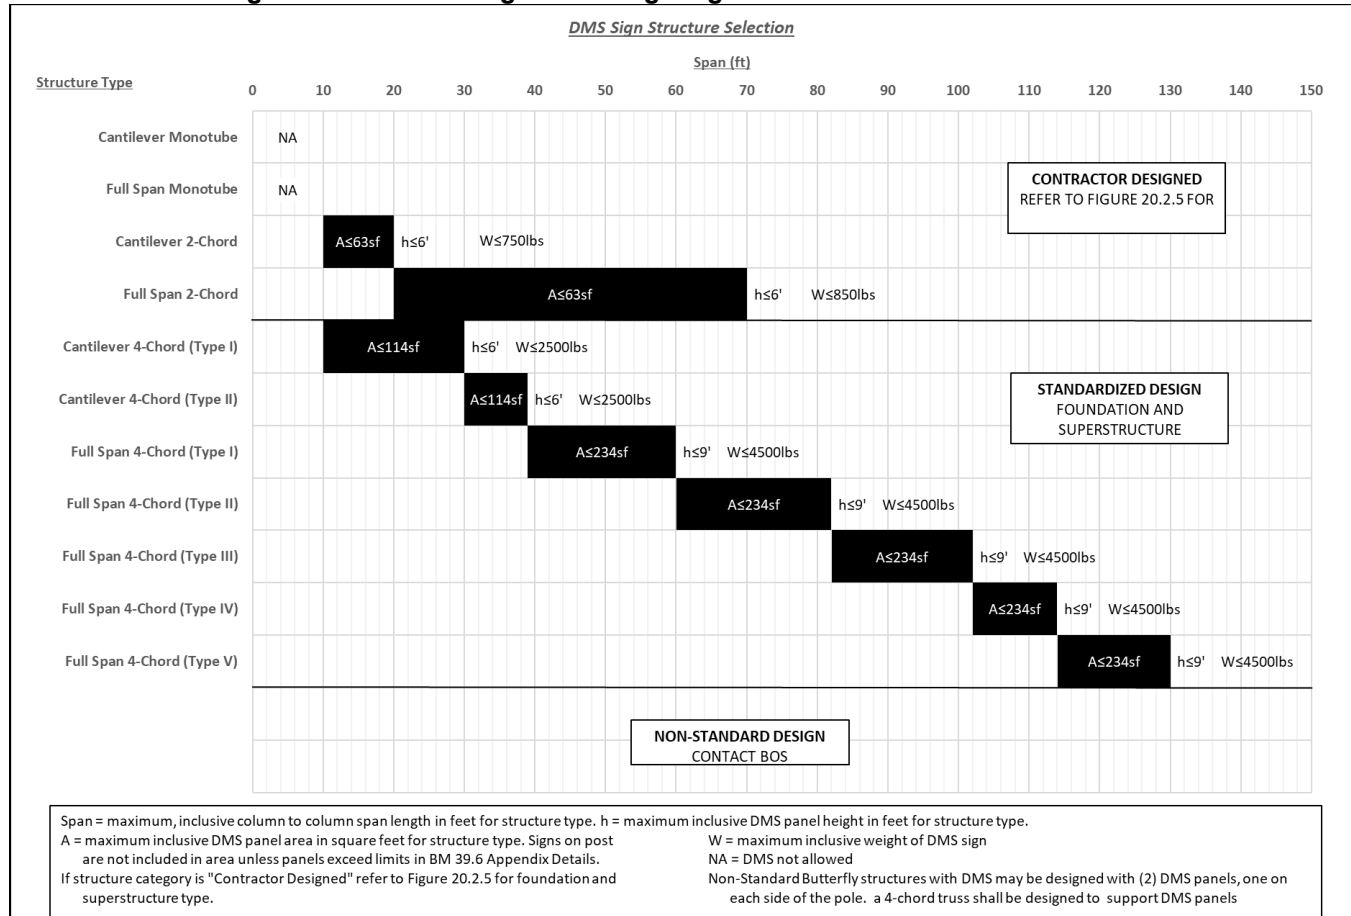 DMS Sign Structure Selection
Span (ft)
Structure Type
0 10 20 30 40 50 60 70 80 90 100 110 120 130 140 150
Cantilever Monotube NA
Full Span Monotube NA
CONTRACTOR DESIGNED
REFER TO FIGURE 20.2.5 FOR
Cantilever 2-Chord A≤63sf h≤6' W≤750lbs
Full Span 2-Chord A≤63sf h≤6' W≤850lbs
Cantilever 4-Chord (Type I) A≤114sf h≤6' W≤2500lbs
Cantilever 4-Chord (Type II) A≤114sf h≤6' W≤2500lbs
STANDARDIZED DESIGN
FOUNDATION AND
SUPERSTRUCTURE
Full Span 4-Chord (Type I) A≤234sf h≤9' W≤4500lbs
Full Span 4-Chord (Type II) A≤234sf h≤9' W≤4500lbs
Full Span 4-Chord (Type III) A≤234sf h≤9' W≤4500lbs
Full Span 4-Chord (Type IV) A≤234sf h≤9' W≤4500lbs
Full Span 4-Chord (Type V) A≤234sf h≤9' W≤4500lbs
NON-STANDARD DESIGN
CONTACT BOS
Span = maximum, inclusive column to column span length in feet for structure type. h = maximum inclusive DMS panel height in feet for structure type.
A = maximum inclusive DMS panel area in square feet for structure type. Signs on post
are not included in area unless panels exceed limits in BM 39.6 Appendix Details.
If structure category is "Contractor Designed" refer to Figure 20.2.5 for foundation and
superstructure type.
W = maximum inclusive weight of DMS sign
NA = DMS not allowed
Non-Standard Butterfly structures with DMS may be designed with (2) DMS panels, one on
each side of the pole. a 4-chord truss shall be designed to support DMS panels